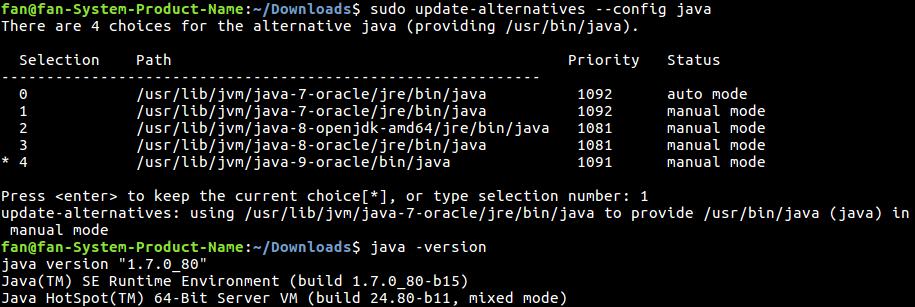 fan@fan-System-Product-Name:~/Downloads$ sudo update-alternatives --config java
There are 4 choices for the alternative java (providing /usr/bin/java).
  Selection    Path                                            Priority   Status
------------------------------------------------------------
  0            /usr/lib/jvm/java-7-oracle/jre/bin/java          1092      auto mode
  1            /usr/lib/jvm/java-7-oracle/jre/bin/java          1092      manual mode
  2            /usr/lib/jvm/java-8-openjdk-amd64/jre/bin/java   1081      manual mode
  3            /usr/lib/jvm/java-8-oracle/jre/bin/java          1081      manual mode
* 4            /usr/lib/jvm/java-9-oracle/bin/java              1091      manual mode
Press <enter> to keep the current choice[*], or type selection number: 1
update-alternatives: using /usr/lib/jvm/java-7-oracle/jre/bin/java to provide /usr/bin/java (java) in
 manual mode
fan@fan-System-Product-Name:~/Downloads$ java -version
java version "1.7.0_80"
Java(TM) SE Runtime Environment (build 1.7.0_80-b15)
Java HotSpot(TM) 64-Bit Server VM (build 24.80-b11, mixed mode)